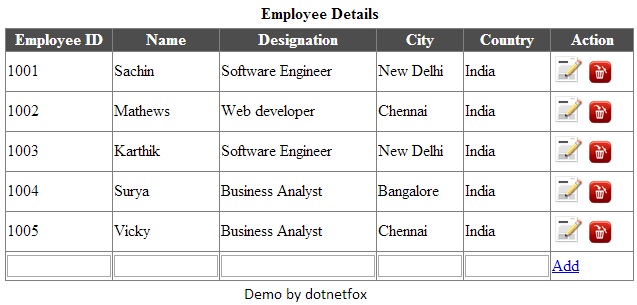 Employee Details
Employee ID Name Designation City Country Action
1001 Sachin Software Engineer New Delhi India
1002 Mathews Web developer Chennai India
1003 Karthik Software Engineer New Delhi India
1004 Surya Business Analyst Bangalore India
1005 Vicky Business Analyst Chennai India
Add
Demo by dotnetfox